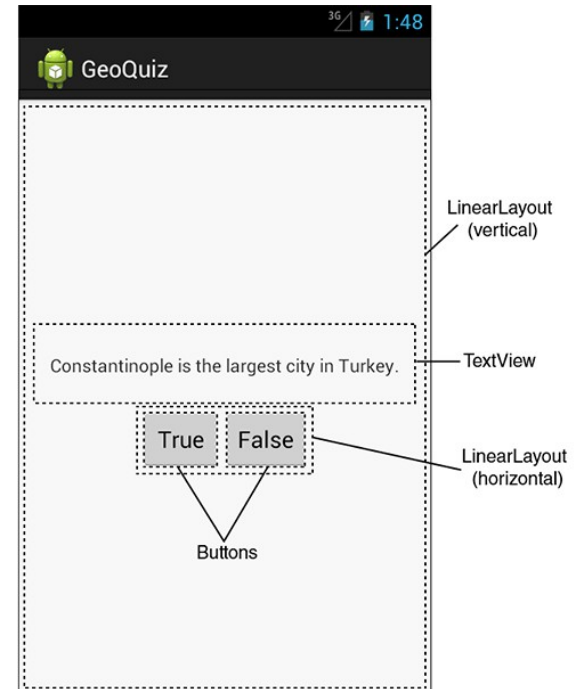 3G 1:48
GeoQuiz
LinearLayout
(vertical)
Constantinople is the largest city in Turkey.
TextView
True False
LinearLayout
(horizontal)
Buttons